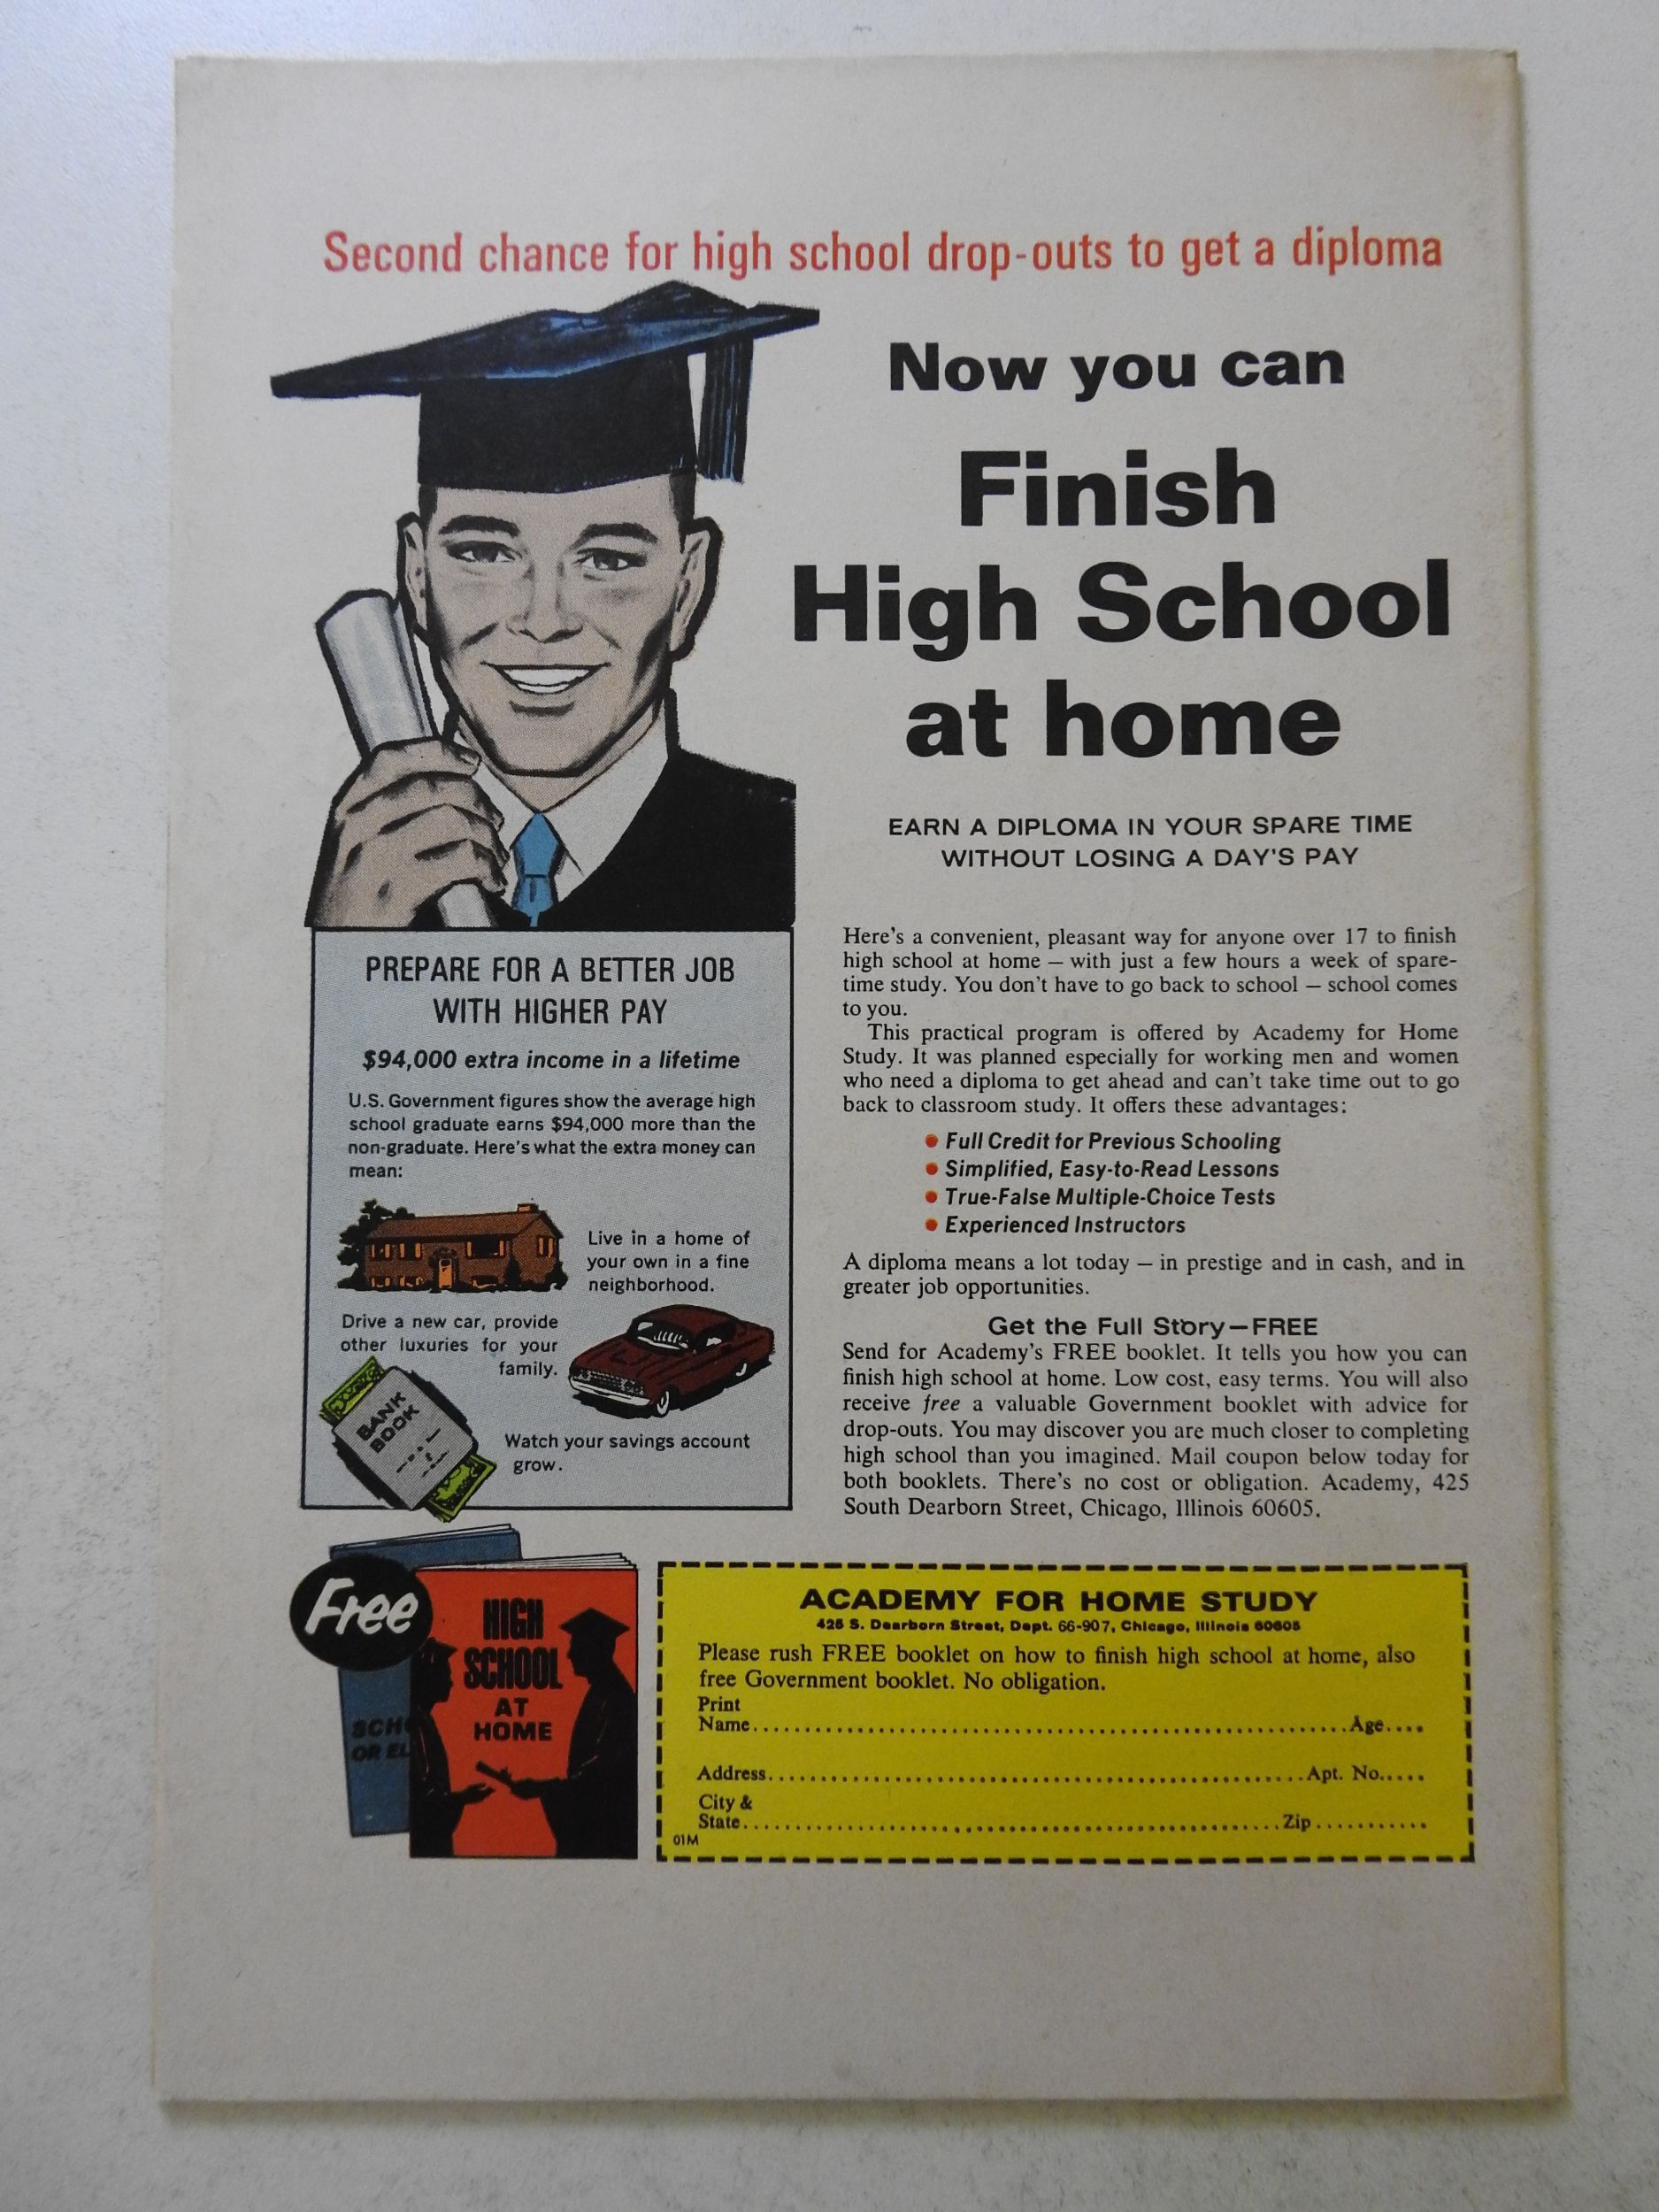 Second chance for high school drop-outs to get a diploma
Now you can
Finish
High School
at home
EARN A DIPLOMA IN YOUR SPARE TIME
WITHOUT LOSING A DAY'S PAY
PREPARE FOR A BETTER JOB
WITH HIGHER PAY
$94,000 extra income in a lifetime
U.S. Government figures show the average high
school graduate earns $94,000 more than the
non-graduate. Here's what the extra money can
mean:
Live in a home of
your own in a fine
neighborhood.
Drive a new car, provide
other luxuries for your
family.
BANK
BOOK
Watch your savings account
grow.
Here's a convenient, pleasant way for anyone over 17 to finish
high school at home — with just a few hours a week of spare-
time study. You don't have to go back to school — school comes
to you.
This practical program is offered by Academy for Home
Study. It was planned especially for working men and women
who need a diploma to get ahead and can't take time out to go
back to classroom study. It offers these advantages:
• Full Credit for Previous Schooling
• Simplified, Easy-to-Read Lessons
• True-False Multiple-Choice Tests
• Experienced Instructors
A diploma means a lot today — in prestige and in cash, and in
greater job opportunities.
Get the Full Story—FREE
Send for Academy's FREE booklet. It tells you how you can
finish high school at home. Low cost, easy terms. You will also
receive free a valuable Government booklet with advice for
drop-outs. You may discover you are much closer to completing
high school than you imagined. Mail coupon below today for
both booklets. There's no cost or obligation. Academy, 425
South Dearborn Street, Chicago, Illinois 60605.
Free
HIGH
SCHOOL
AT
HOME
SCHO
OR EL
ACADEMY FOR HOME STUDY
425 S. Dearborn Street, Dept. 66-907, Chicago, Illinois 60605
Please rush FREE booklet on how to finish high school at home, also
free Government booklet. No obligation.
Print
Name.....Age....
Address.....Apt. No.....
City &
State.....Zip...........
01M